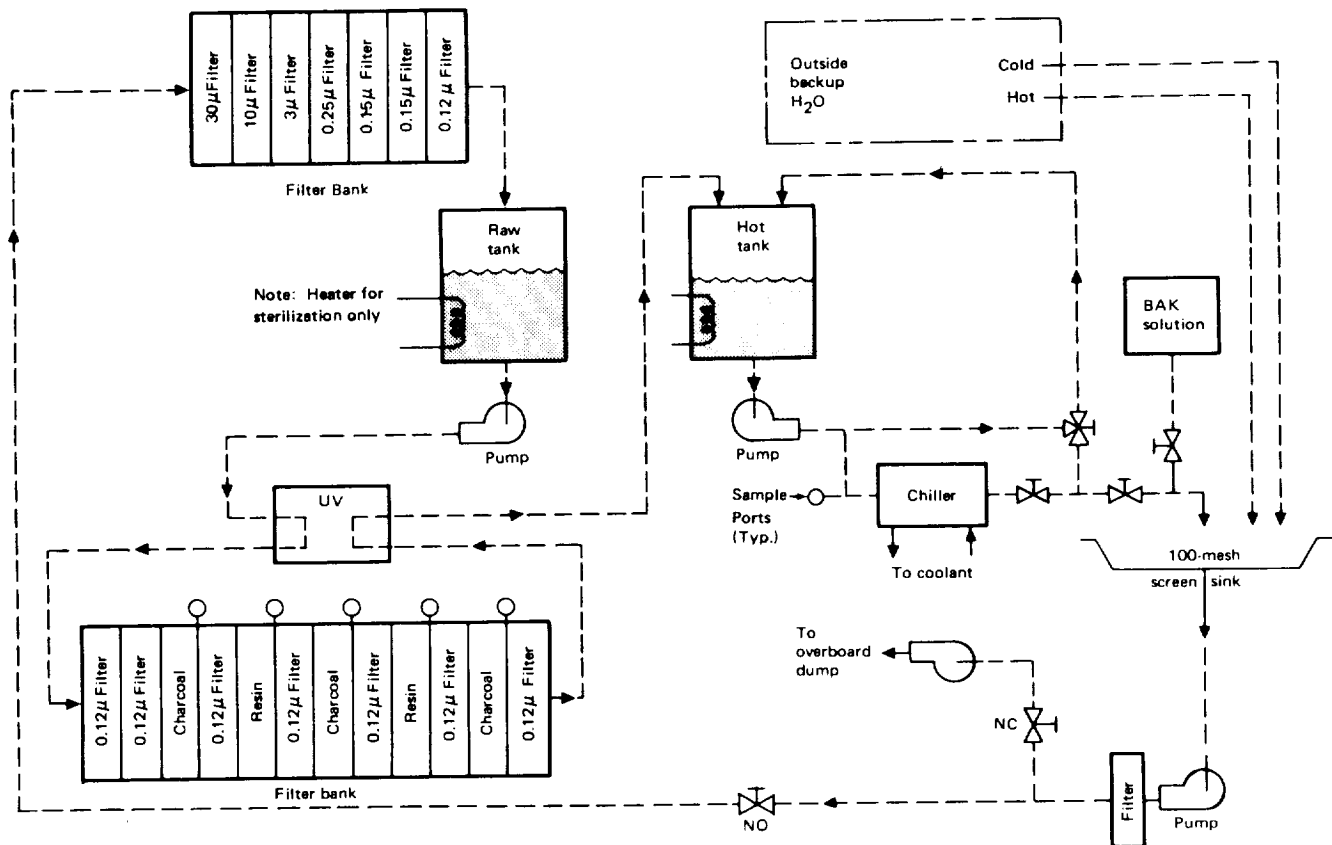 30μFilter
10μ Filter
3μ Filter
0.25μ Filter
0.15μ Filter
0.15μ Filter
0.12μ Filter
Filter Bank
Outside
backup
H₂O
Cold
Hot
Raw
tank
Note: Heater for
sterilization only
Pump
Hot
tank
Pump
BAK
solution
Sample
Ports
(Typ.)
Chiller
To coolant
100-mesh
screen sink
UV
0.12μ Filter
0.12μ Filter
Charcoal
0.12μ Filter
Resin
0.12μ Filter
Charcoal
0.12μ Filter
Resin
0.12μ Filter
Charcoal
0.12μ Filter
Filter bank
To
overboard
dump
NC
NO
Filter
Pump